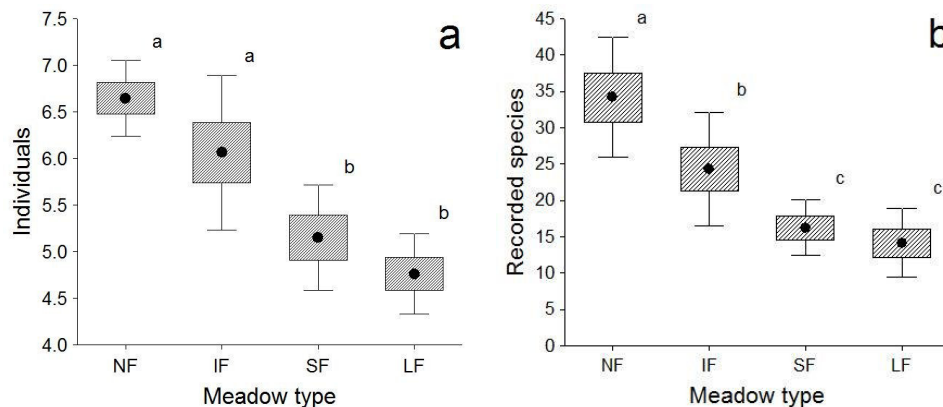 a
7.5
7.0
6.5
6.0
5.5
5.0
4.5
4.0
Individuals
a
a
b
b
NF
IF
SF
LF
Meadow type
b
45
40
35
30
25
20
15
10
5
0
Recorded species
a
b
c
c
NF
IF
SF
LF
Meadow type